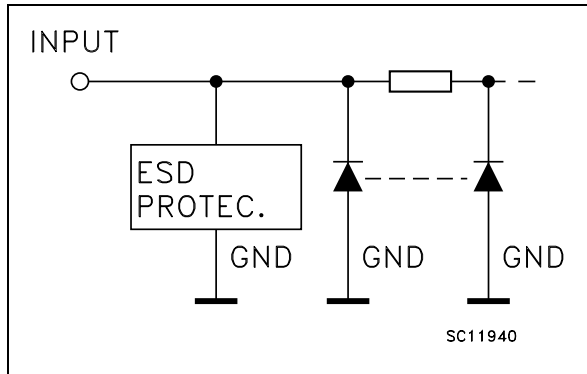 INPUT
ESD
PROTEC.
GND
GND
GND
SC11940